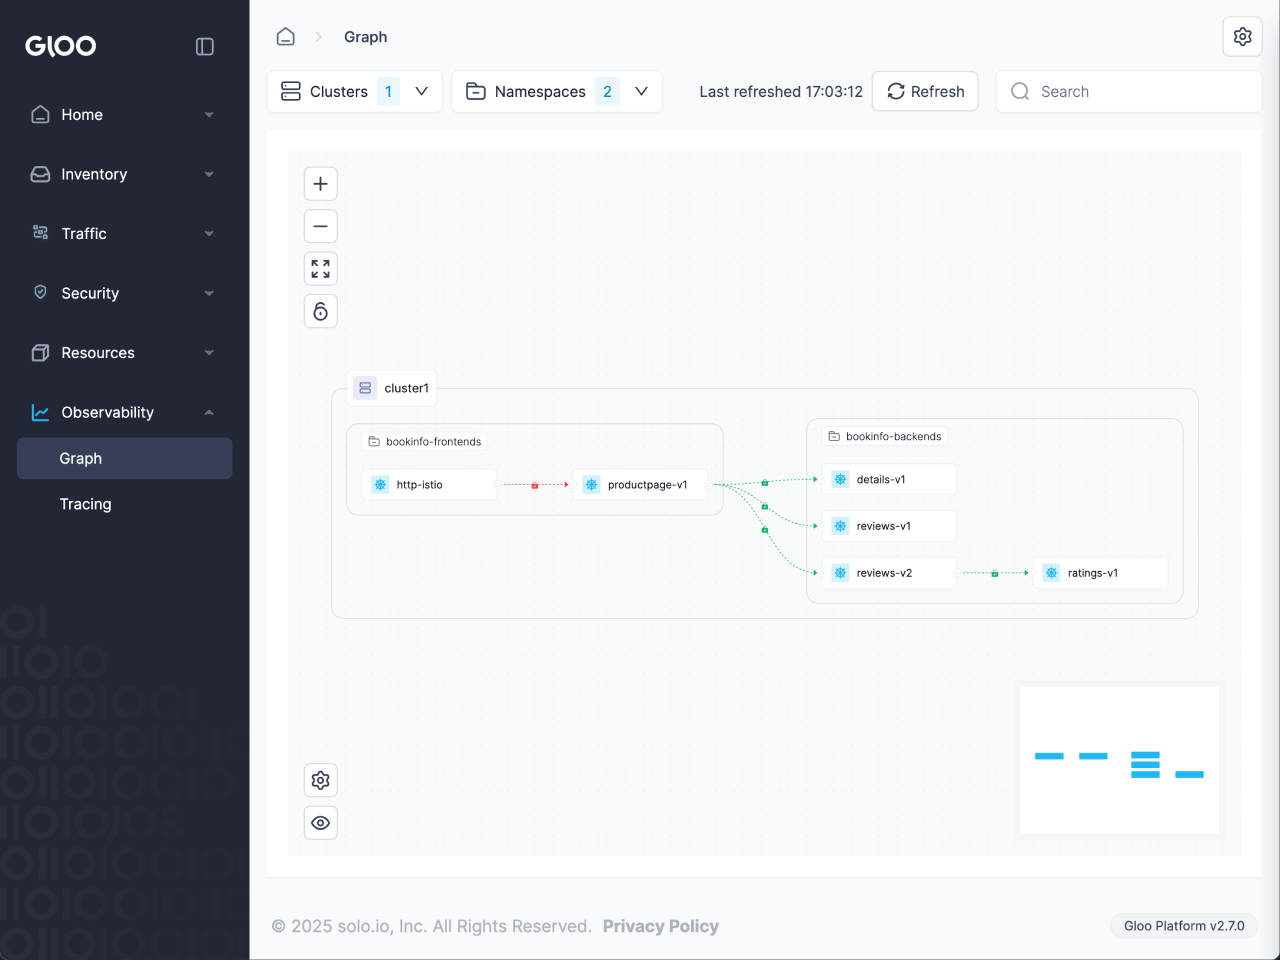 GLOO
Home
Inventory
Traffic
Security
Resources
Observability
Graph
Tracing
Graph
Clusters 1
Namespaces 2
Last refreshed 17:03:12
Refresh
Search
cluster1
bookinfo-frontends
http-istio
productpage-v1
bookinfo-backends
details-v1
reviews-v1
reviews-v2
ratings-v1
© 2025 solo.io, Inc. All Rights Reserved. Privacy Policy
Gloo Platform v2.7.0